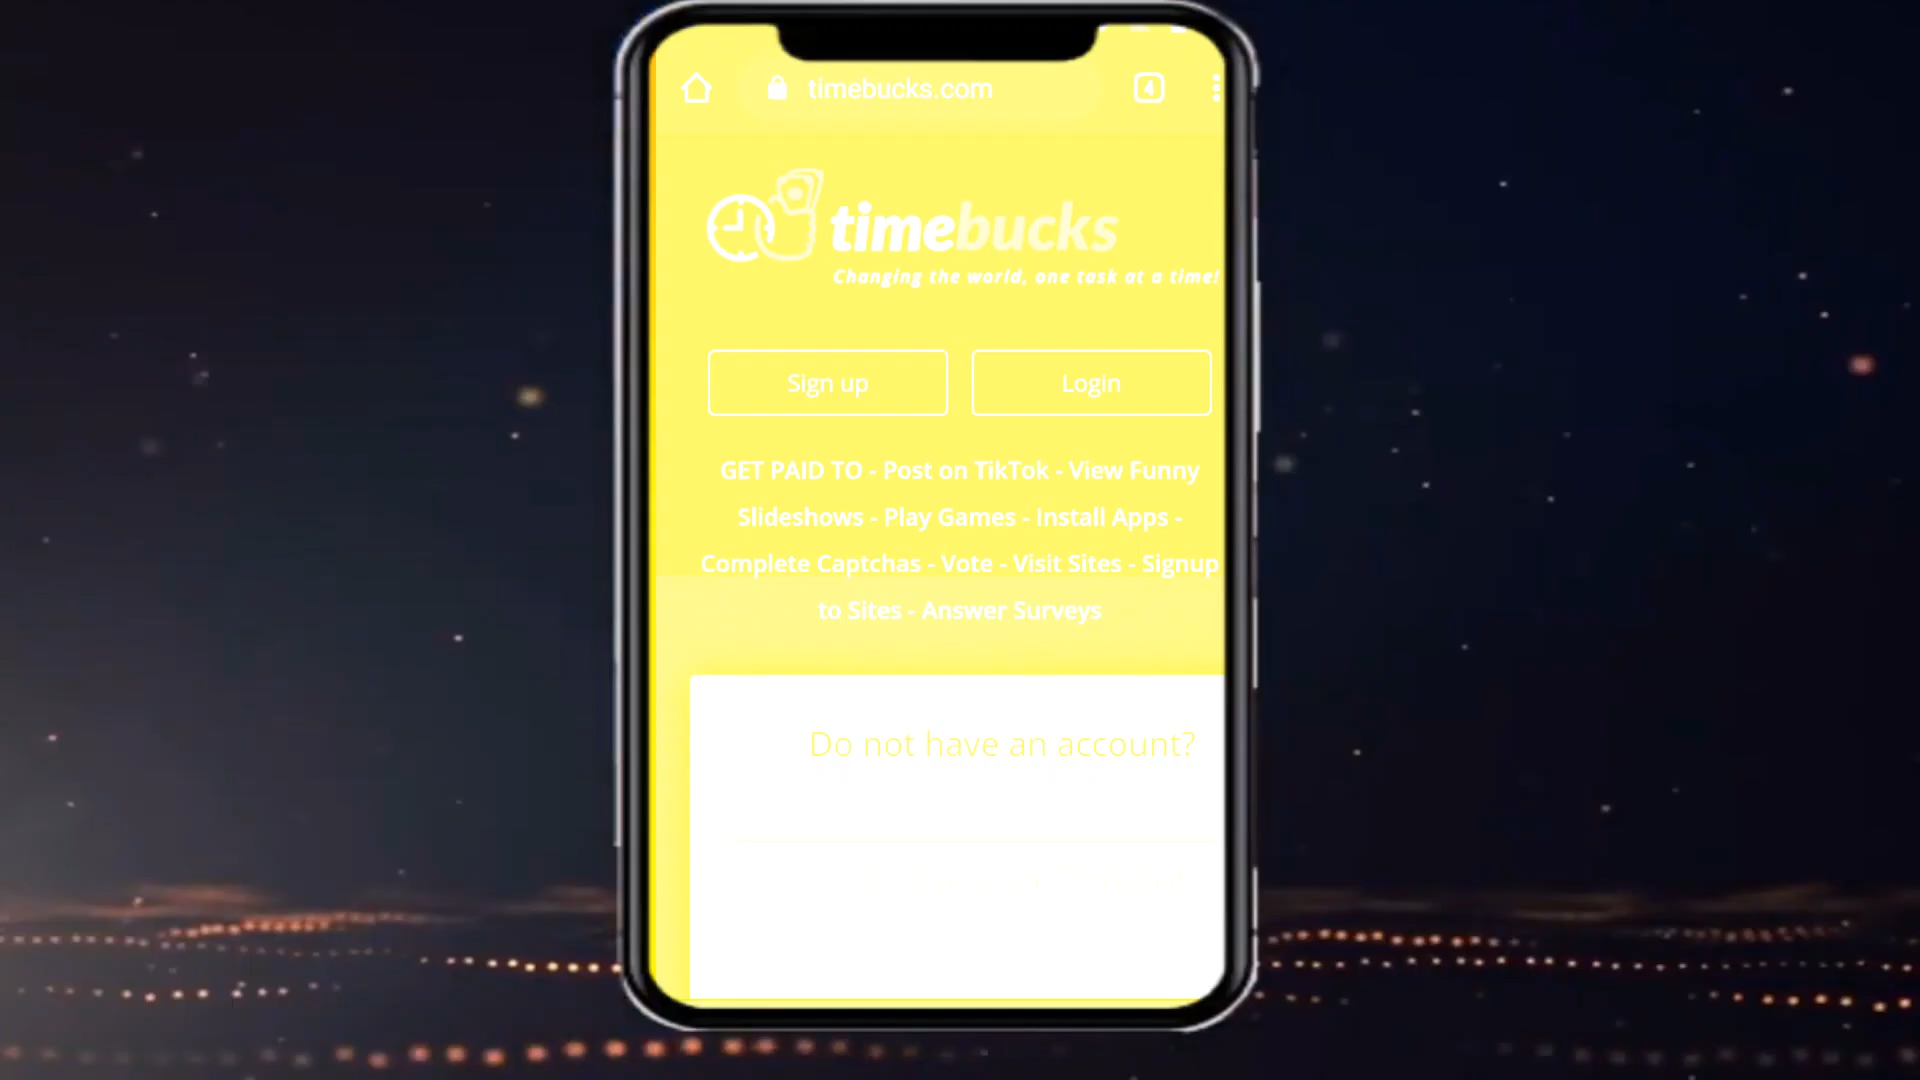 timebucks.com
4
timebucks
Changing the world, one task at a time!
Sign up
Login
GET PAID TO - Post on TikTok - View Funny
Slideshows - Play Games - Install Apps -
Complete Captchas - Vote - Visit Sites - Signup
to Sites - Answer Surveys
Do not have an account?